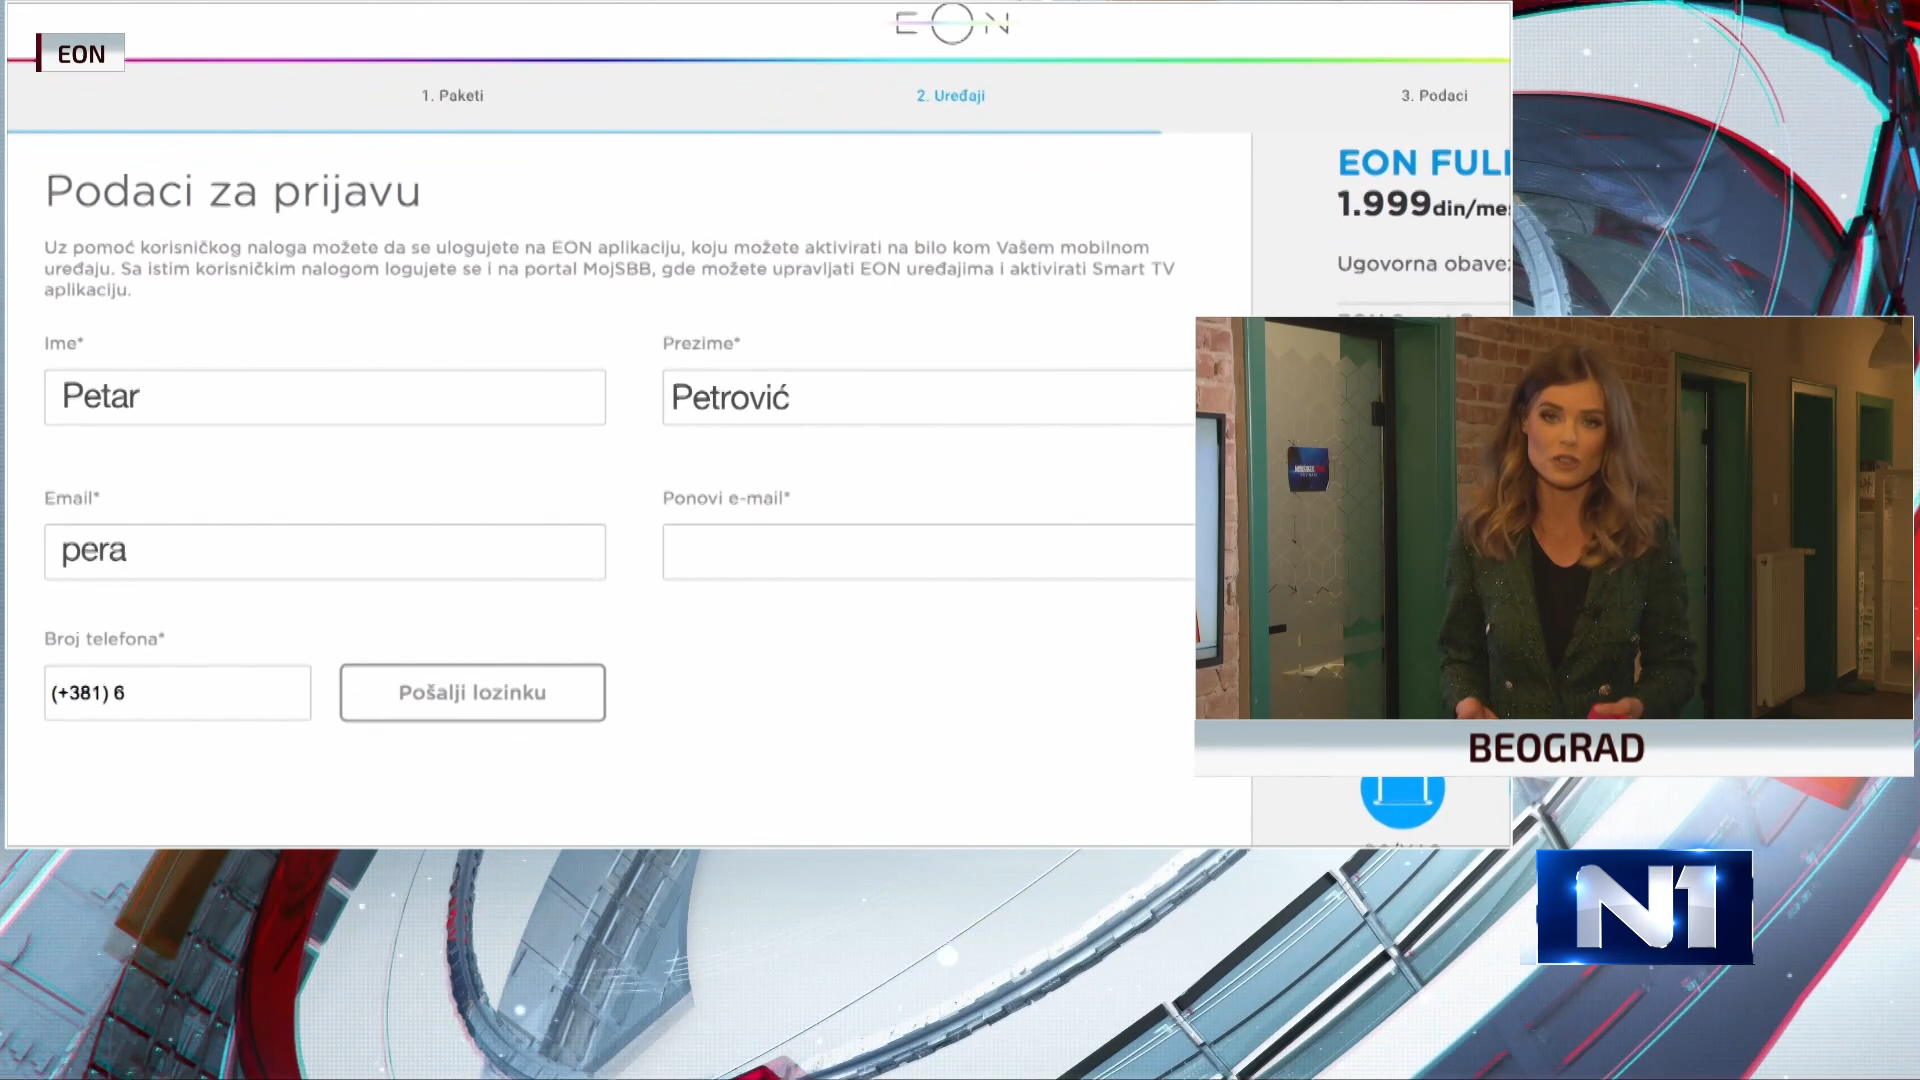 EON
EON
1. Paketi
2. Uređaji
3. Podaci
Podaci za prijavu
Uz pomoć korisničkog naloga možete da se ulogujete na EON aplikaciju, koju možete aktivirati na bilo kom Vašem mobilnom
uređaju. Sa istim korisničkim nalogom logujete se i na portal MojSBB, gde možete upravljati EON uređajima i aktivirati Smart TV
aplikaciju.
Ime*
Prezime*
Petar
Petrović
Email*
Ponovi e-mail*
pera
Broj telefona*
(+381) 6
Pošalji lozinku
EON FULL
1.999din/mes
Ugovorna obavez
BEOGRAD
N1